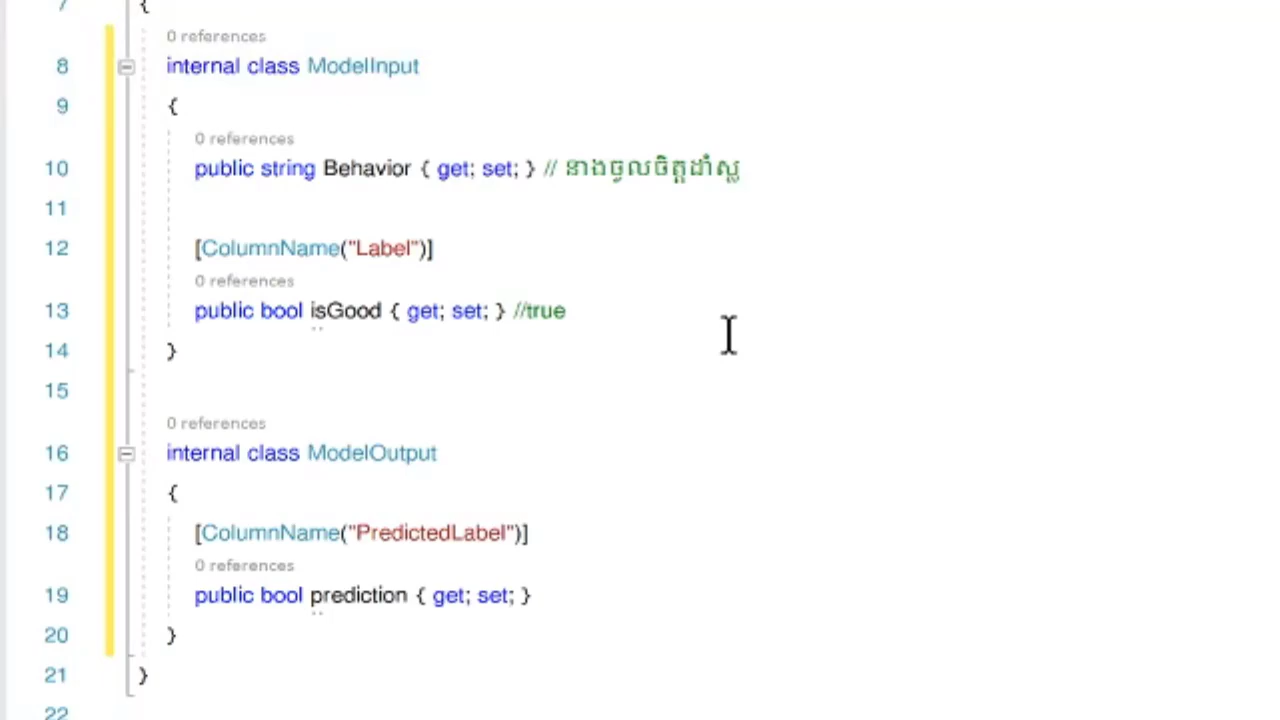 7 {
0 references
8 internal class ModelInput
9 {
0 references
10 public string Behavior { get; set; } // នាងចូលចិត្តដាំស្ល
11
12 [ColumnName("Label")]
0 references
13 public bool isGood { get; set; } //true
14 }
15
0 references
16 internal class ModelOutput
17 {
18 [ColumnName("PredictedLabel")]
0 references
19 public bool prediction { get; set; }
20 }
21 }
22